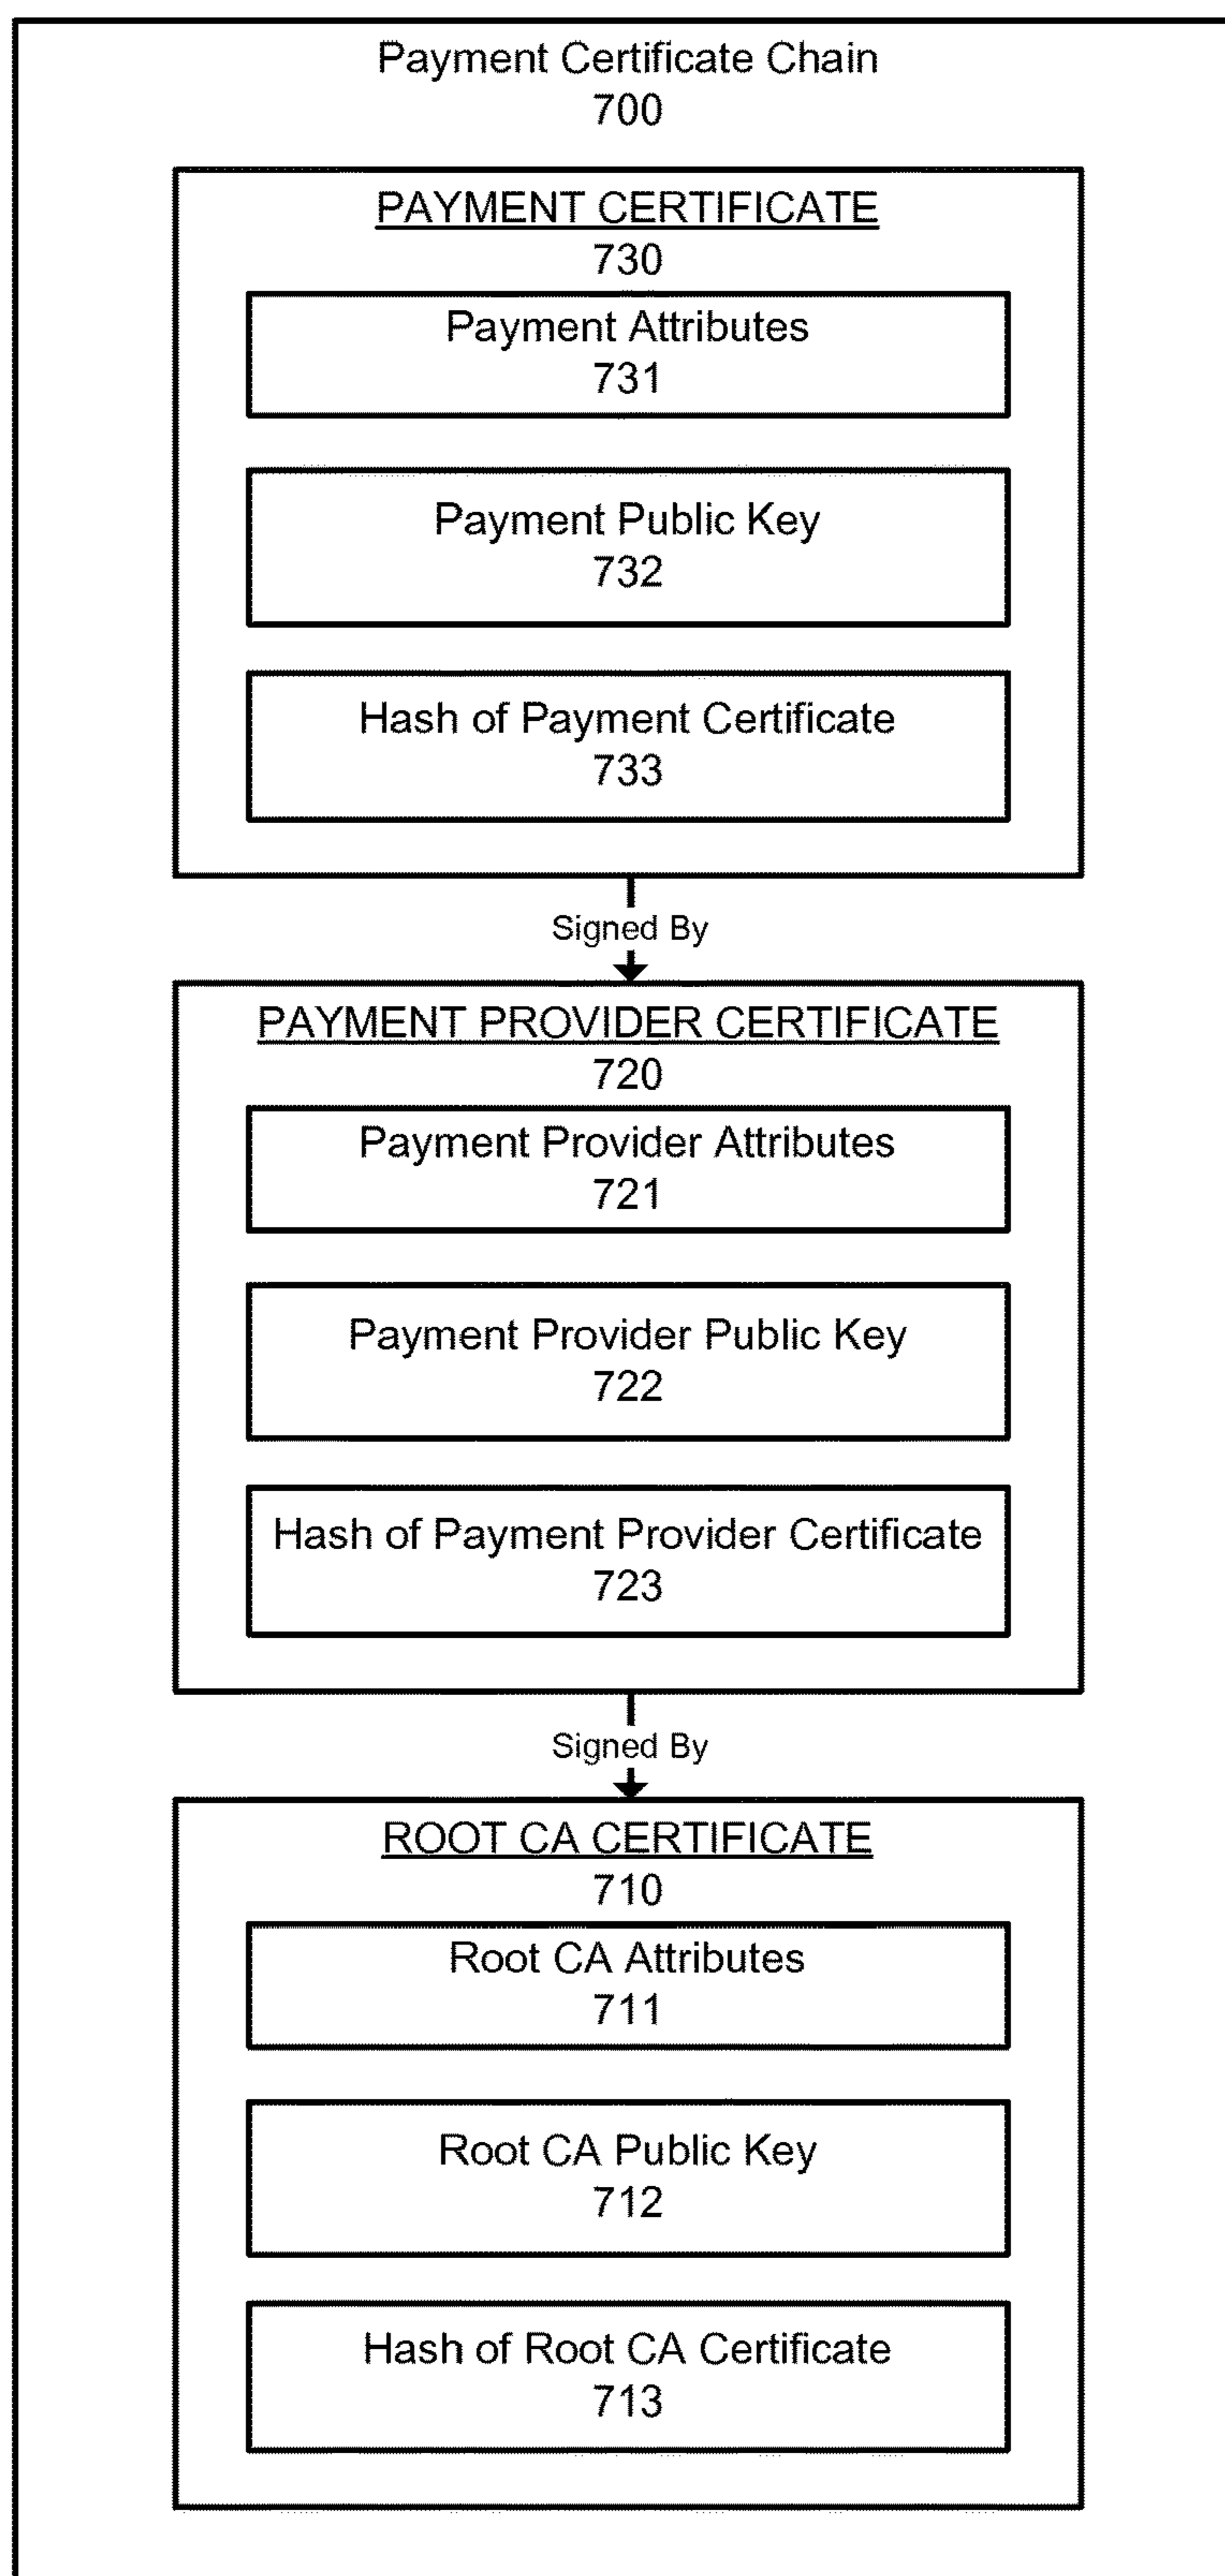 Payment Certificate Chain
700
PAYMENT CERTIFICATE
730
Payment Attributes
731
Payment Public Key
732
Hash of Payment Certificate
733
Signed By
PAYMENT PROVIDER CERTIFICATE
720
Payment Provider Attributes
721
Payment Provider Public Key
722
Hash of Payment Provider Certificate
723
Signed By
ROOT CA CERTIFICATE
710
Root CA Attributes
711
Root CA Public Key
712
Hash of Root CA Certificate
713